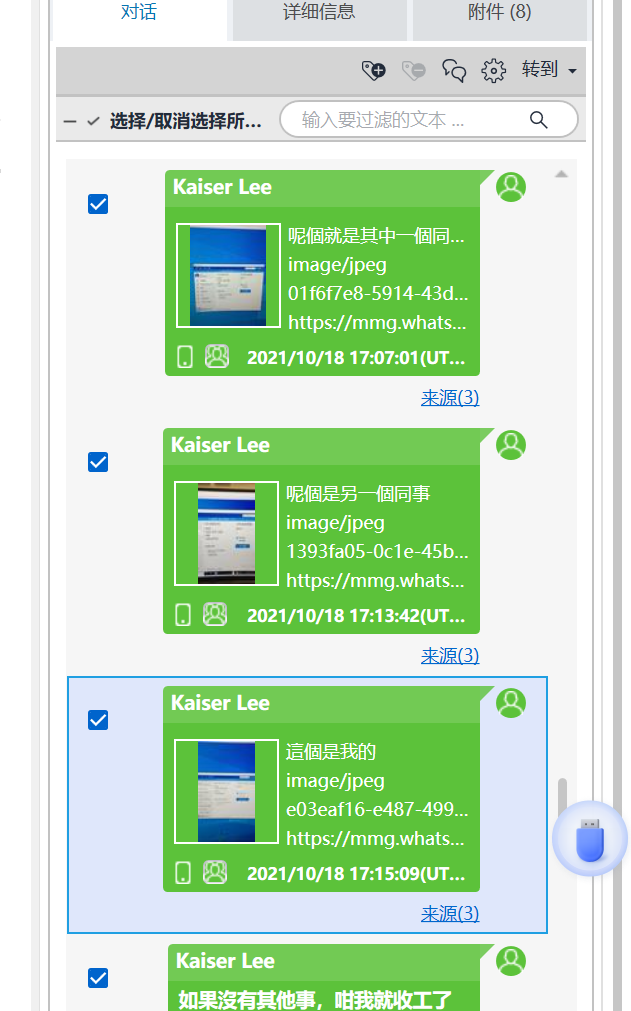 对话
详细信息
附件 (8)
转到
选择/取消选择所...
输入要过滤的文本 ...
Kaiser Lee
呢個就是其中一個同...
image/jpeg
01f6f7e8-5914-43d...
https://mmg.whats...
2021/10/18 17:07:01(UT...
来源(3)
Kaiser Lee
呢個是另一個同事
image/jpeg
1393fa05-0c1e-45b...
https://mmg.whats...
2021/10/18 17:13:42(UT...
来源(3)
Kaiser Lee
這個是我的
image/jpeg
e03eaf16-e487-499...
https://mmg.whats...
2021/10/18 17:15:09(UT...
来源(3)
Kaiser Lee
如果沒有其他事，咁我就收工了